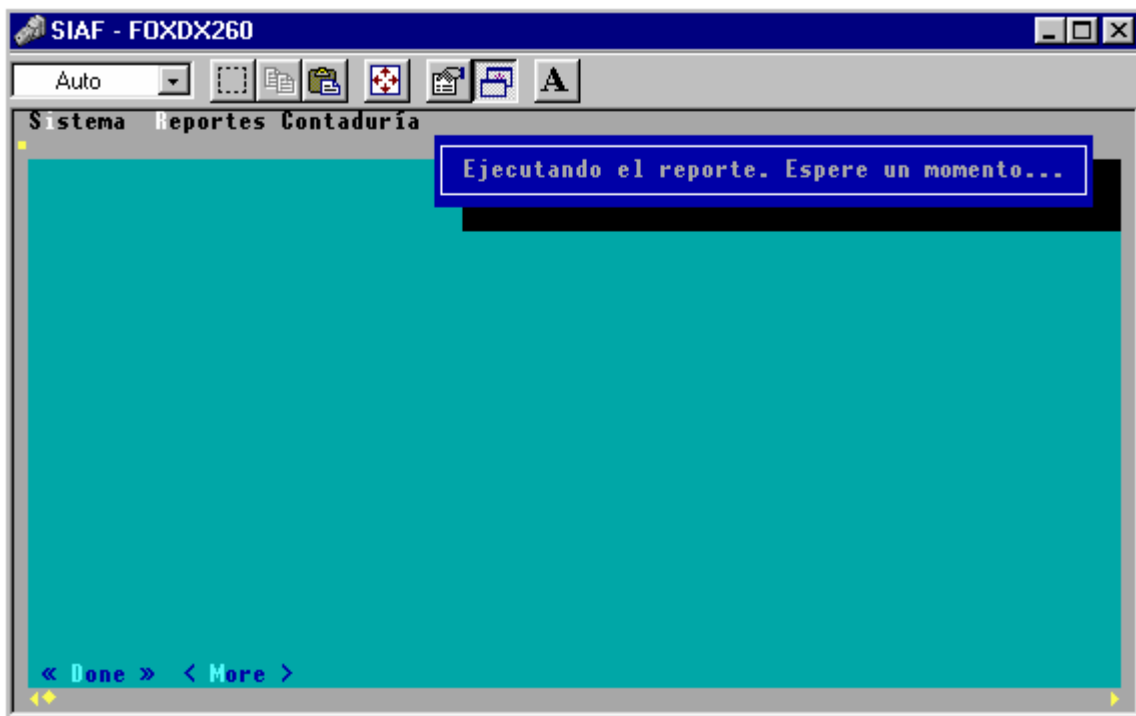 SIAF - FOXDX260
Auto
A
Sistema Reportes Contaduría
Ejecutando el reporte. Espere un momento...
« Done » < More >